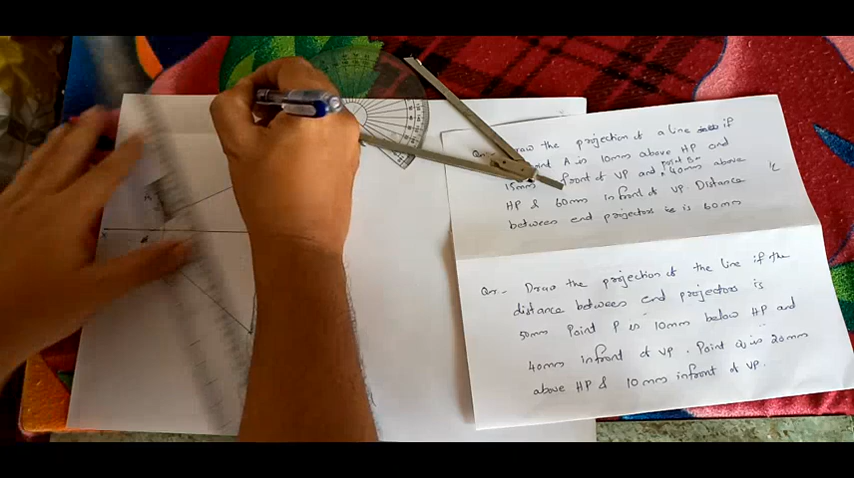 Draw the projection of a line if
Point A is 10mm above HP and
15mm front of VP and point B is 40mm above
HP & 60mm Infront of VP. Distance
between end projectors is 60mm
Qr - Draw the projection of the line if the
distance between end projectors is
50mm Point P is 10mm below HP and
40mm infront of VP. Point Q is 20mm
above HP & 10mm infront of VP.
X